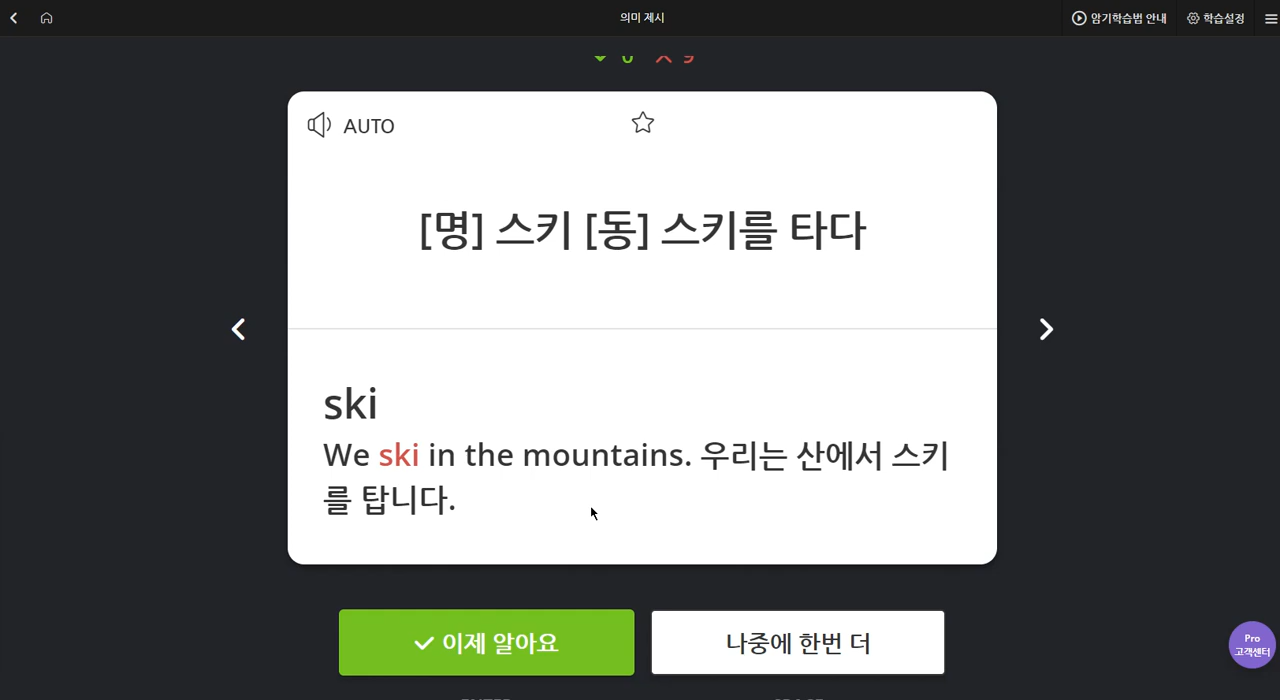 의미 제시
암기학습법 안내
학습설정
AUTO
[명] 스키 [동] 스키를 타다
ski
We ski in the mountains. 우리는 산에서 스키
를 탑니다.
이제 알아요
나중에 한번 더
Pro
고객센터